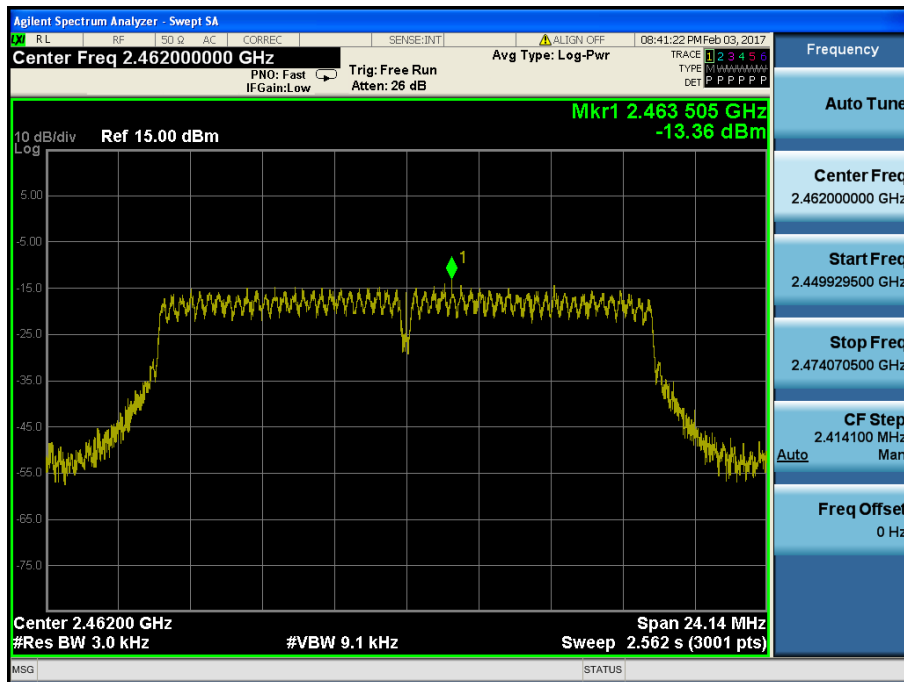 Agilent Spectrum Analyzer - Swept SA
LXI RL RF 50 Ω AC CORREC SENSE:INT ALIGN OFF 08:41:22 PM Feb 03, 2017
Center Freq 2.462000000 GHz
PNO: Fast
IFGain:Low
Trig: Free Run
Atten: 26 dB
Avg Type: Log-Pwr
TRACE 1 2 3 4 5 6
TYPE M W W W W W
DET P P P P P P
Mkr1 2.463 505 GHz
-13.36 dBm
10 dB/div Ref 15.00 dBm
Log
5.00
-5.00
-15.0
-25.0
-35.0
-45.0
-55.0
-65.0
-75.0
1
Center 2.46200 GHz Span 24.14 MHz
#Res BW 3.0 kHz #VBW 9.1 kHz Sweep 2.562 s (3001 pts)
MSG STATUS
Frequency
Auto Tune
Center Freq
2.462000000 GHz
Start Freq
2.449929500 GHz
Stop Freq
2.474070500 GHz
CF Step
2.414100 MHz
Auto Man
Freq Offset
0 Hz